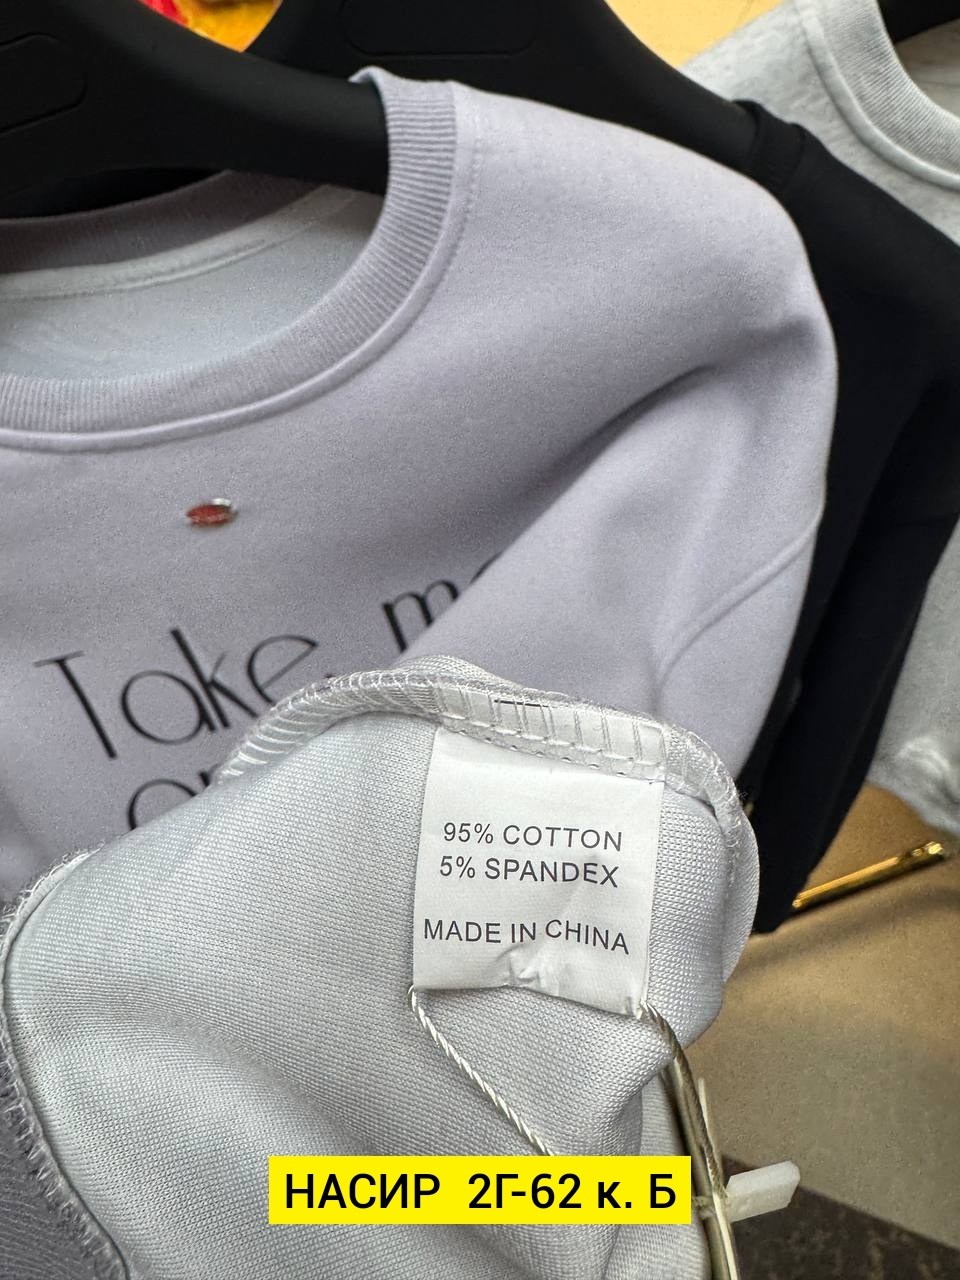 Take
95% COTTON
5% SPANDEX
MADE IN CHINA
НАСИР 2Г-62 к. Б